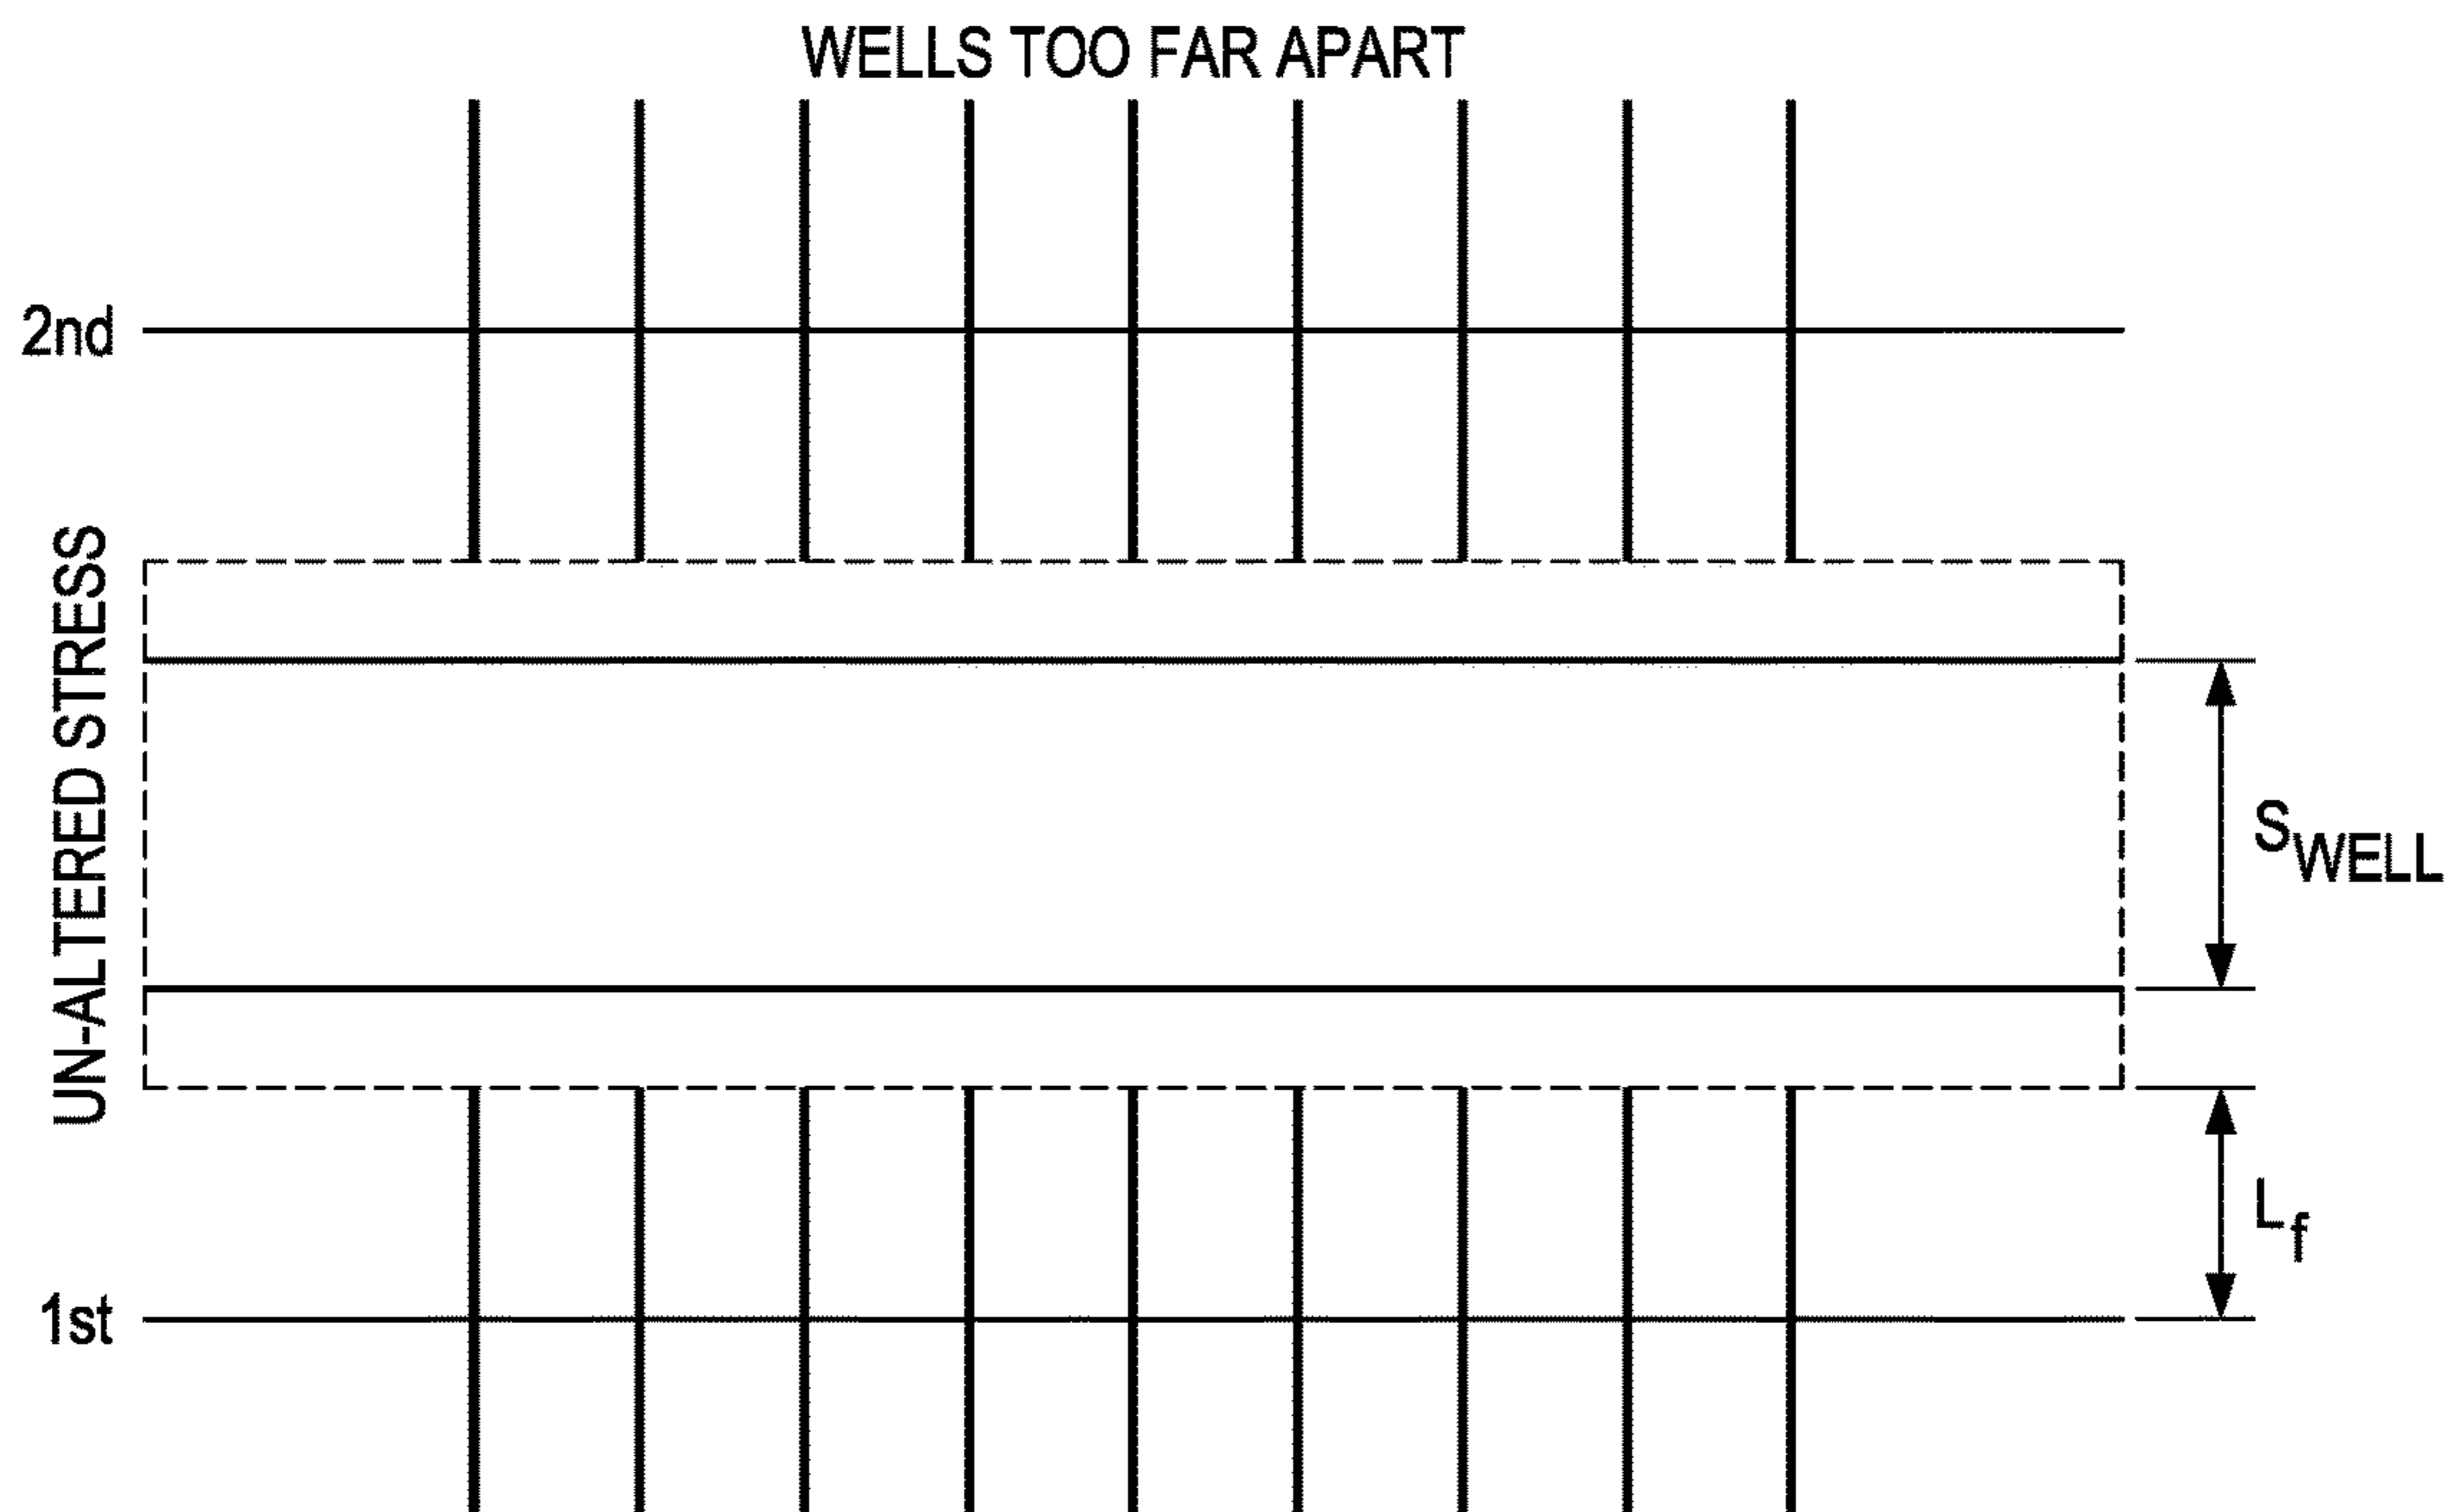 WELLS TOO FAR APART
2nd
UN-ALTERED STRESS
SWELL
Lf
1st